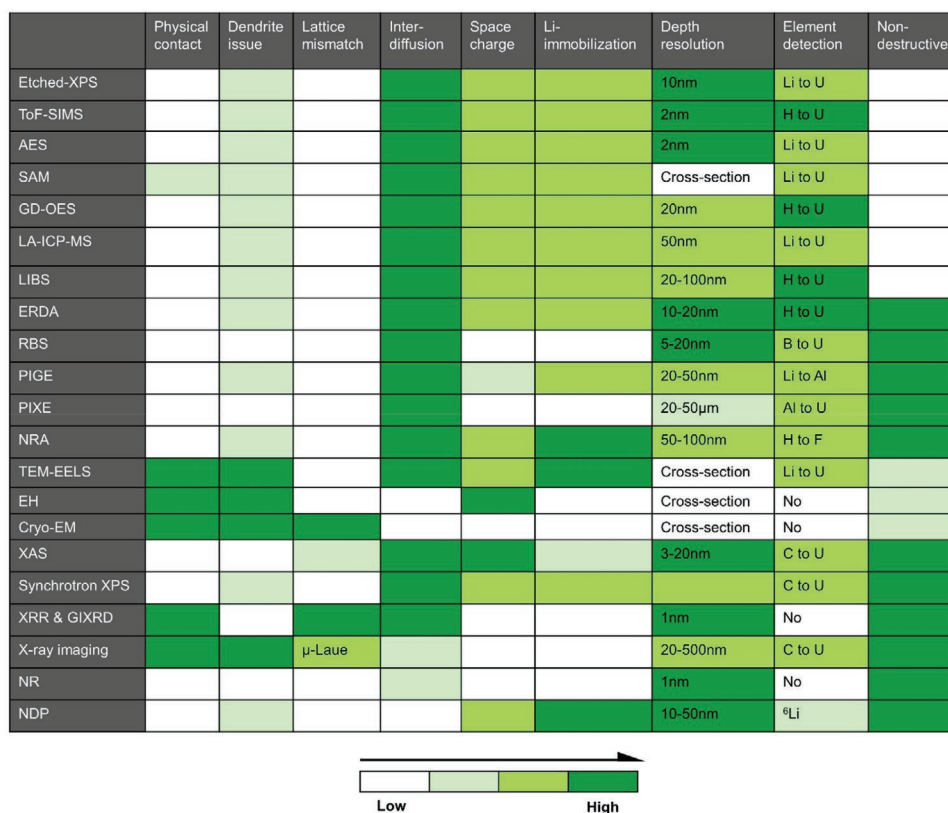 Physical contact Dendrite issue Lattice mismatch Inter-diffusion Space charge Li-immobilization Depth resolution Element detection Non-destructive
Etched-XPS 10nm Li to U
ToF-SIMS 2nm H to U
AES 2nm Li to U
SAM Cross-section Li to U
GD-OES 20nm H to U
LA-ICP-MS 50nm Li to U
LIBS 20-100nm H to U
ERDA 10-20nm H to U
RBS 5-20nm B to U
PIGE 20-50nm Li to Al
PIXE 20-50μm Al to U
NRA 50-100nm H to F
TEM-EELS Cross-section Li to U
EH Cross-section No
Cryo-EM Cross-section No
XAS 3-20nm C to U
Synchrotron XPS C to U
XRR & GIXRD 1nm No
X-ray imaging μ-Laue 20-500nm C to U
NR 1nm No
NDP 10-50nm ⁶Li
Low High